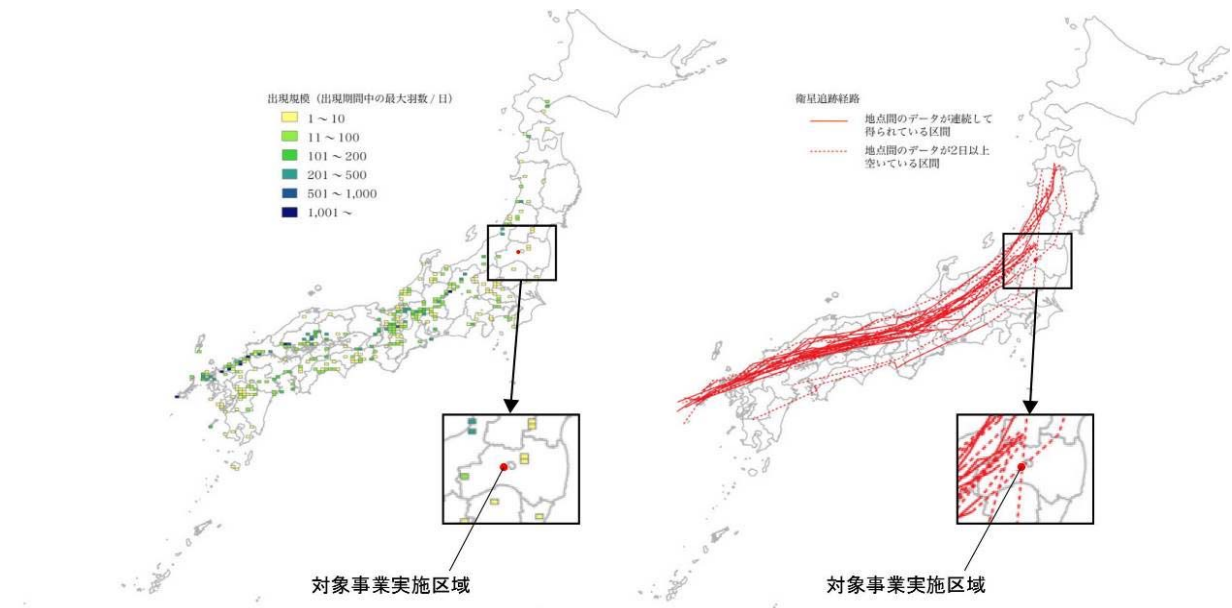 出現規模（出現期間中の最大羽数 / 日）
1 ～ 10
11 ～ 100
101 ～ 200
201 ～ 500
501 ～ 1,000
1,001 ～
対象事業実施区域
衛星追跡経路
地点間のデータが連続して
得られている区間
地点間のデータが2日以上
空いている区間
対象事業実施区域